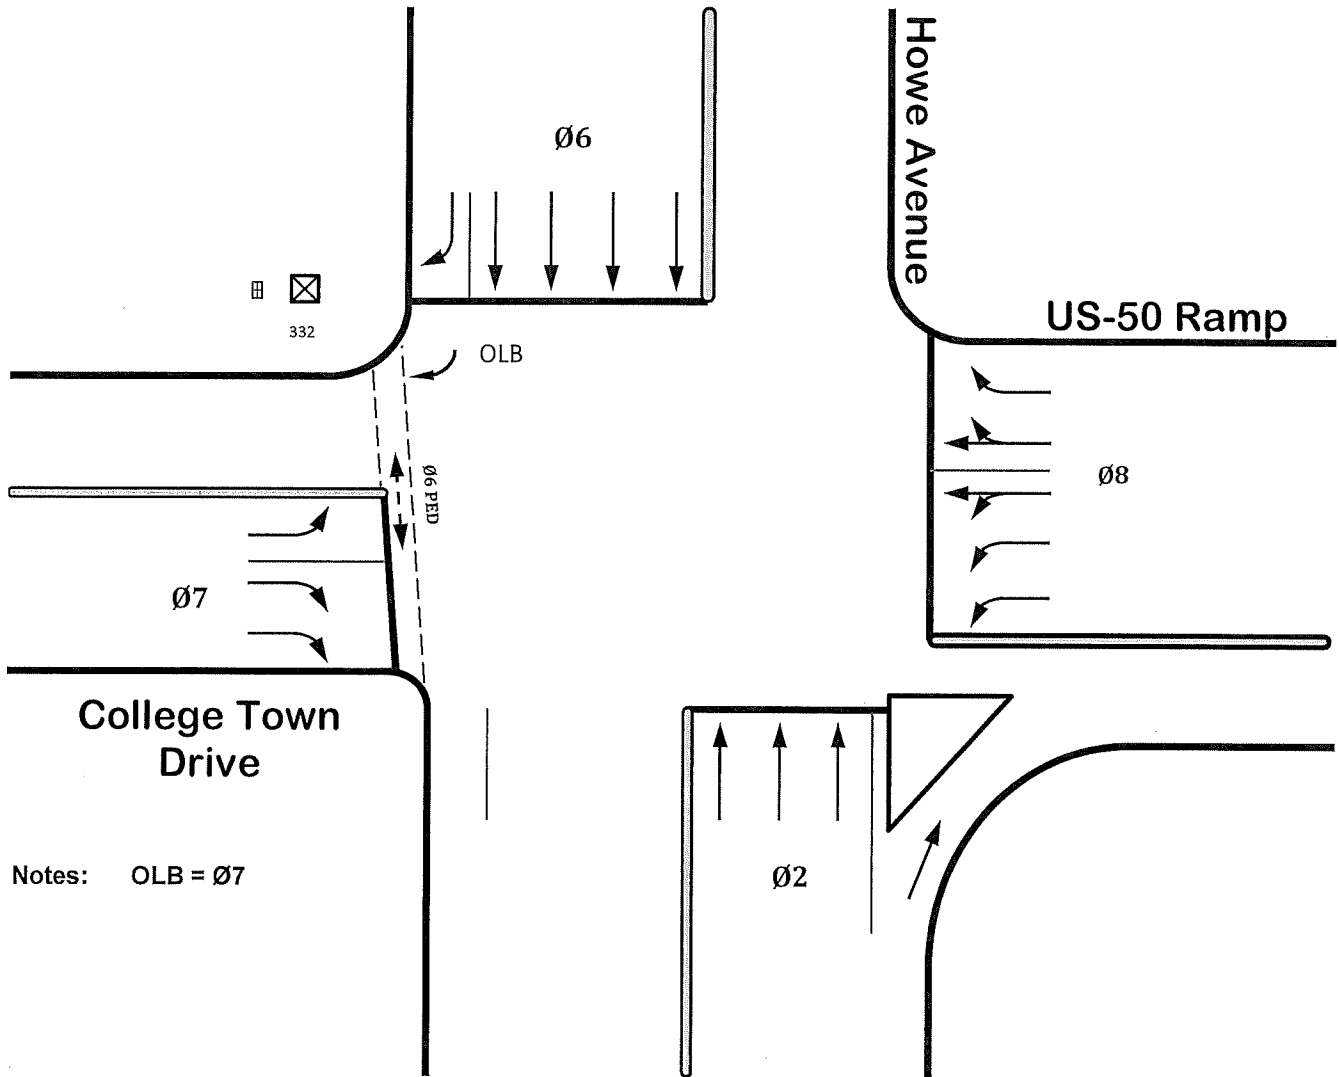 Howe Avenue
Ø6
332
US-50 Ramp
OLB
Ø6 PED
Ø8
Ø7
College Town
Drive
Ø2
Notes: OLB = Ø7